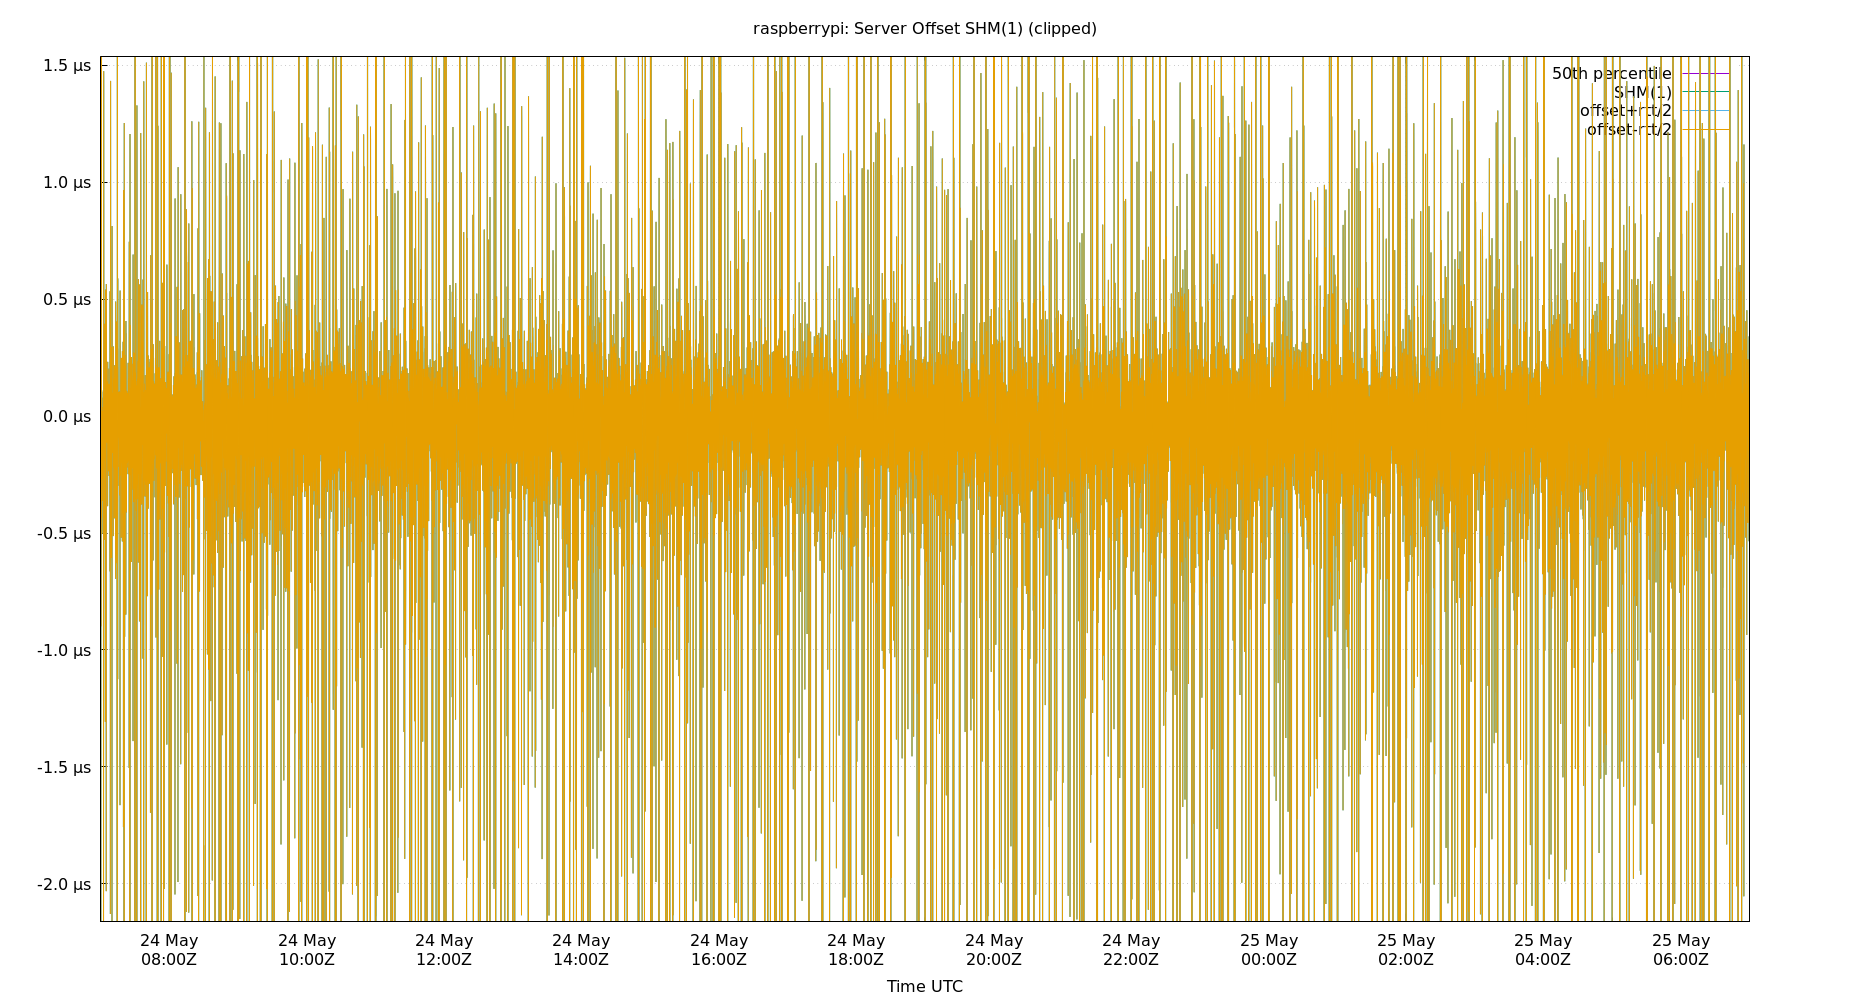 raspberrypi: Server Offset SHM(1) (clipped)
1.5 µs
1.0 µs
0.5 µs
0.0 µs
-0.5 µs
-1.0 µs
-1.5 µs
-2.0 µs
50th percentile
SHM(1)
offset+rtt/2
offset-rtt/2
24 May 24 May 24 May 24 May 24 May 24 May 24 May 24 May 25 May 25 May 25 May 25 May
08:00Z 10:00Z 12:00Z 14:00Z 16:00Z 18:00Z 20:00Z 22:00Z 00:00Z 02:00Z 04:00Z 06:00Z
Time UTC